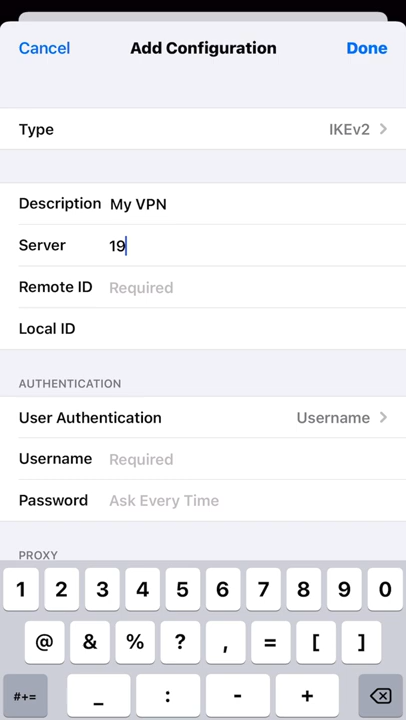 Cancel Add Configuration Done
Type IKEv2
Description My VPN
Server 19
Remote ID Required
Local ID
AUTHENTICATION
User Authentication Username
Username Required
Password Ask Every Time
PROXY
1 2 3 4 5 6 7 8 9 0
@ & % ? , = [ ]
#+= _ : - +